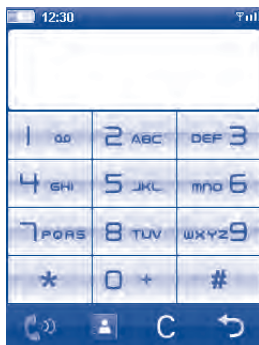 12:30
1 2 ABC DEF 3
4 GHI 5 JKL mno 6
7 PQRS 8 TUV wxyz 9
* 0 + #
C